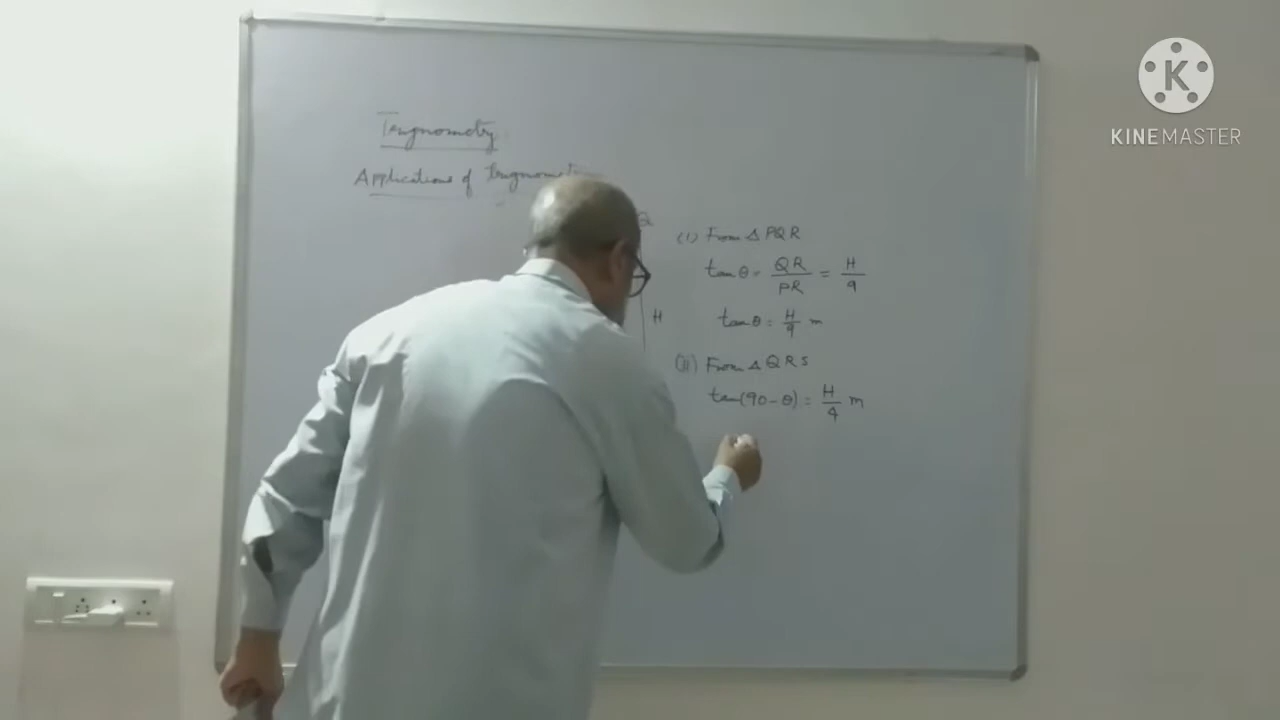 Trignometry
Applications of trignomet
Q
(i) From Δ PQR
tan θ = QR/PR = H/9
H
tan θ = H/9 m
(ii) From Δ QRS
tan(90-θ) = H/4 m
K
KINEMASTER